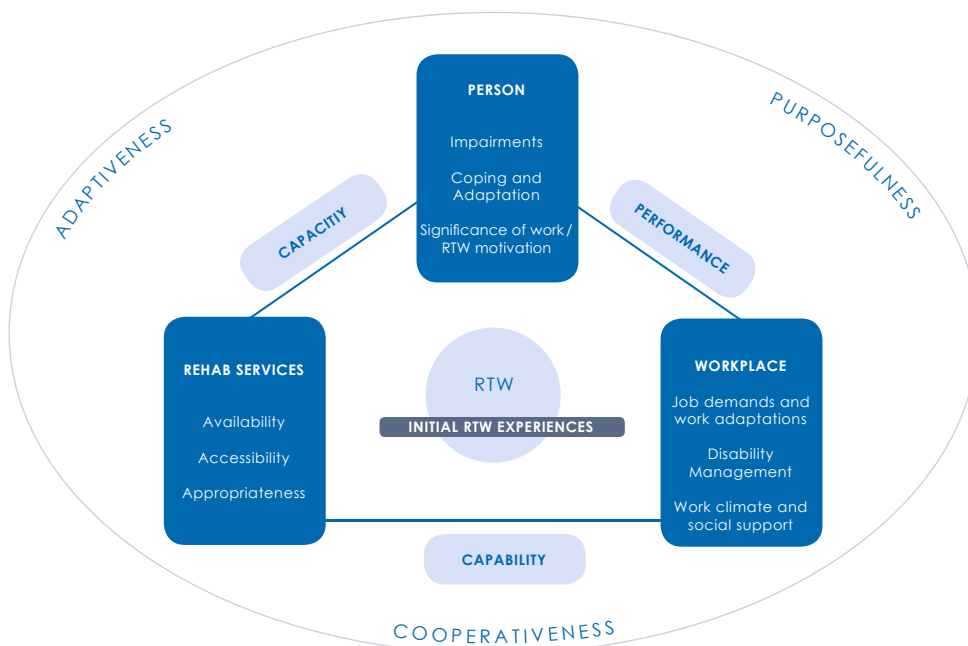 ADAPTIVENESS
PURPOSEFULNESS
PERSON
Impairments
Coping and
Adaptation
Significance of work/
RTW motivation
CAPACITIY
PERFORMANCE
REHAB SERVICES
Availability
Accessibility
Appropriateness
RTW
INITIAL RTW EXPERIENCES
WORKPLACE
Job demands and
work adaptations
Disability
Management
Work climate and
social support
CAPABILITY
COOPERATIVENESS